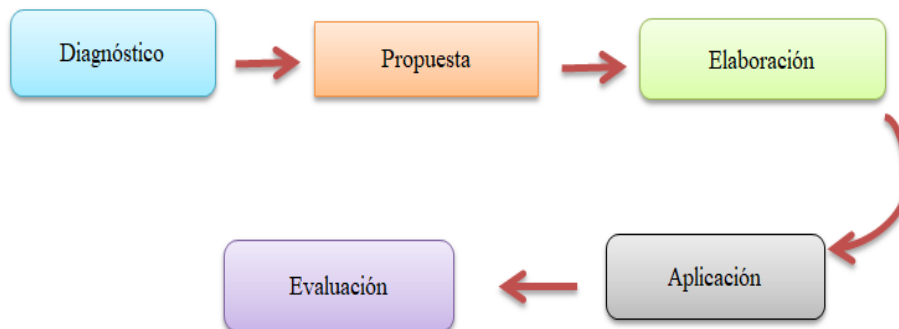 Diagnóstico
Propuesta
Elaboración
Aplicación
Evaluación